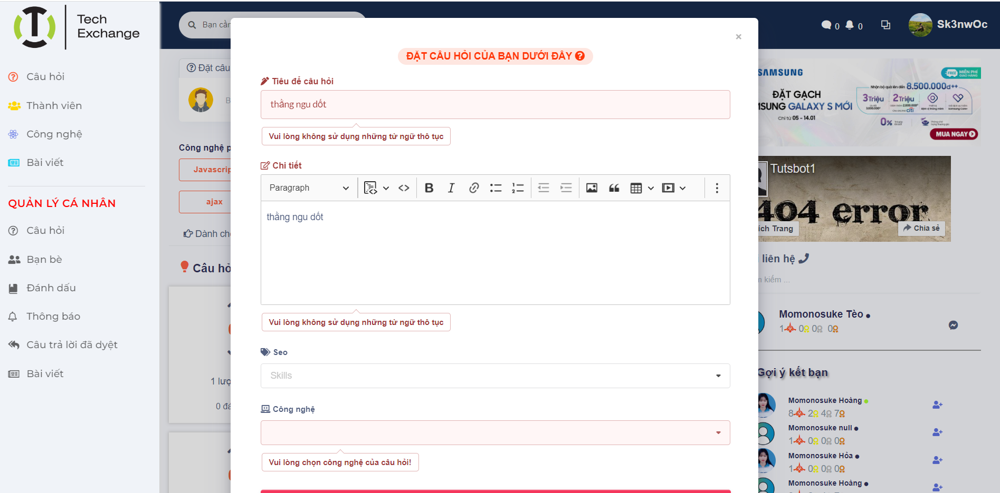 Tech
Exchange
Câu hỏi
Thành viên
Công nghệ
Bài viết
QUẢN LÝ CÁ NHÂN
Câu hỏi
Bạn bè
Đánh dấu
Thông báo
Câu trả lời đã dyệt
Bài viết
Bạn cần
0 0
Sk3nwOc
Đặt câu
B
Công nghệ p
Javascrip
ajax
Dành cho
Câu hỏ
1 lượ
0 đá
×
ĐẶT CÂU HỎI CỦA BẠN DƯỚI ĐÂY
Tiêu để câu hỏi
thằng ngu dốt
Vui lòng không sử dụng những từ ngữ thô tục
Chi tiết
Paragraph
thằng ngu dốt
Vui lòng không sử dụng những từ ngữ thô tục
Seo
Skills
Công nghệ
Vui lòng chọn công nghệ của câu hỏi!
SAMSUNG
FREE MIỄN PHÍ
GIAO HÀNG
Nhận bộ quà lên đến 8.500.000đ++
ĐẶT GẠCH
SUNG GALAXY S MỚI
Chỉ từ 05 - 14.01
3Triệu 2Triệu
citi
0%
MUA NGAY
Tutsbot1
404 error
ích Trang
Chia sẻ
liên hệ
m kiếm ...
Momonosuke Tèo
1 0 0 0
Gợi ý kết bạn
Momonosuke Hoàng
8 2 4 7
Momonosuke null
1 0 0 0
Momonosuke Hỏa
1 0 0 0
Momonosuke Hoàng